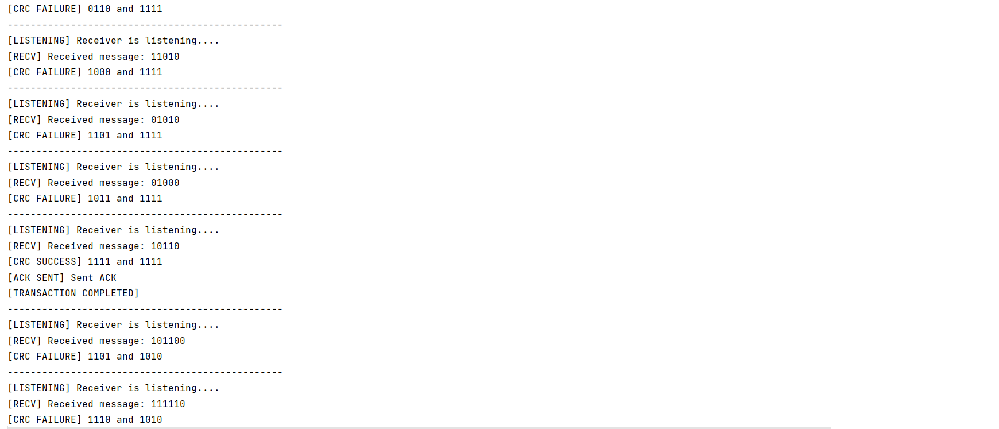 [CRC FAILURE] 0110 and 1111
------------------------------------------------
[LISTENING] Receiver is listening....
[RECV] Received message: 11010
[CRC FAILURE] 1000 and 1111
------------------------------------------------
[LISTENING] Receiver is listening....
[RECV] Received message: 01010
[CRC FAILURE] 1101 and 1111
------------------------------------------------
[LISTENING] Receiver is listening....
[RECV] Received message: 01000
[CRC FAILURE] 1011 and 1111
------------------------------------------------
[LISTENING] Receiver is listening....
[RECV] Received message: 10110
[CRC SUCCESS] 1111 and 1111
[ACK SENT] Sent ACK
[TRANSACTION COMPLETED]
------------------------------------------------
[LISTENING] Receiver is listening....
[RECV] Received message: 101100
[CRC FAILURE] 1101 and 1010
------------------------------------------------
[LISTENING] Receiver is listening....
[RECV] Received message: 111110
[CRC FAILURE] 1110 and 1010